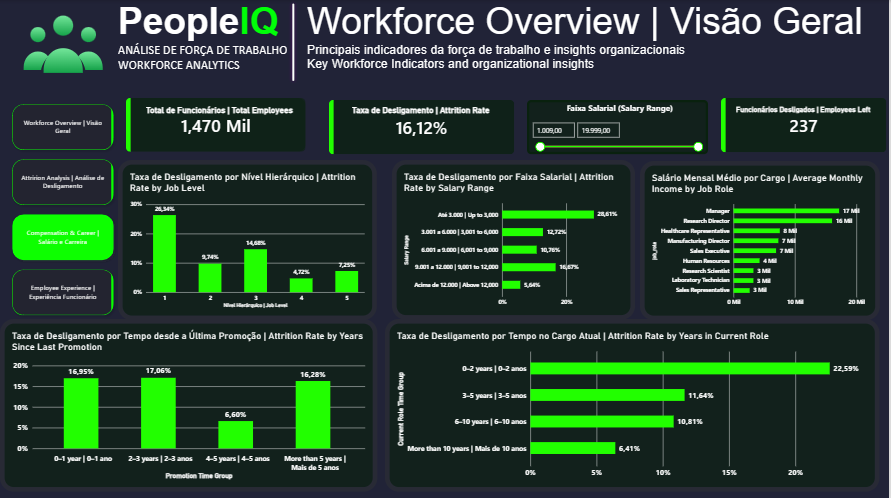 PeopleIQ
ANÁLISE DE FORÇA DE TRABALHO
WORKFORCE ANALYTICS
Workforce Overview | Visão Geral
Principais indicadores da força de trabalho e insights organizacionais
Key Workforce Indicators and organizational insights
Workforce Overview | Visão
Geral
Attrition Analysis | Análise de
Desligamento
Compensation & Career |
Salário e Carreira
Employee Experience |
Experiência Funcionário
Total de Funcionários | Total Employees
1,470 Mil
Taxa de Desligamento | Attrition Rate
16,12%
Faixa Salarial (Salary Range)
1.009,00
19.999,00
Funcionários Desligados | Employees Left
237
Taxa de Desligamento por Nível Hierárquico | Attrition
Rate by Job Level
30%
20%
10%
0%
26,34%
9,74%
14,68%
4,72%
7,25%
1
2
3
4
5
Nível Hierárquico | Job Level
Taxa de Desligamento por Faixa Salarial | Attrition
Rate by Salary Range
Salary Range
Até 3.000 | Up to 3,000
28,61%
3.001 a 6.000 | 3,001 to 6,000
12,72%
6.001 a 9.000 | 6,001 to 9,000
10,76%
9.001 a 12.000 | 9,001 to 12,000
16,67%
Acima de 12.000 | Above 12,000
5,64%
0%
20%
Salário Mensal Médio por Cargo | Average Monthly
Income by Job Role
job_role
Manager
17 Mil
Research Director
16 Mil
Healthcare Representative
8 Mil
Manufacturing Director
7 Mil
Sales Executive
7 Mil
Human Resources
4 Mil
Research Scientist
3 Mil
Laboratory Technician
3 Mil
Sales Representative
3 Mil
0 Mil
10 Mil
20 Mil
Taxa de Desligamento por Tempo desde a Última Promoção | Attrition Rate by Years
Since Last Promotion
20%
15%
10%
5%
0%
16,95%
17,06%
6,60%
16,28%
0–1 year | 0–1 ano
2–3 years | 2–3 anos
4–5 years | 4–5 anos
More than 5 years |
Mais de 5 anos
Promotion Time Group
Taxa de Desligamento por Tempo no Cargo Atual | Attrition Rate by Years in Current Role
Current Role Time Group
0–2 years | 0–2 anos
22,59%
3–5 years | 3–5 anos
11,64%
6–10 years | 6–10 anos
10,81%
More than 10 years | Mais de 10 anos
6,41%
0%
5%
10%
15%
20%